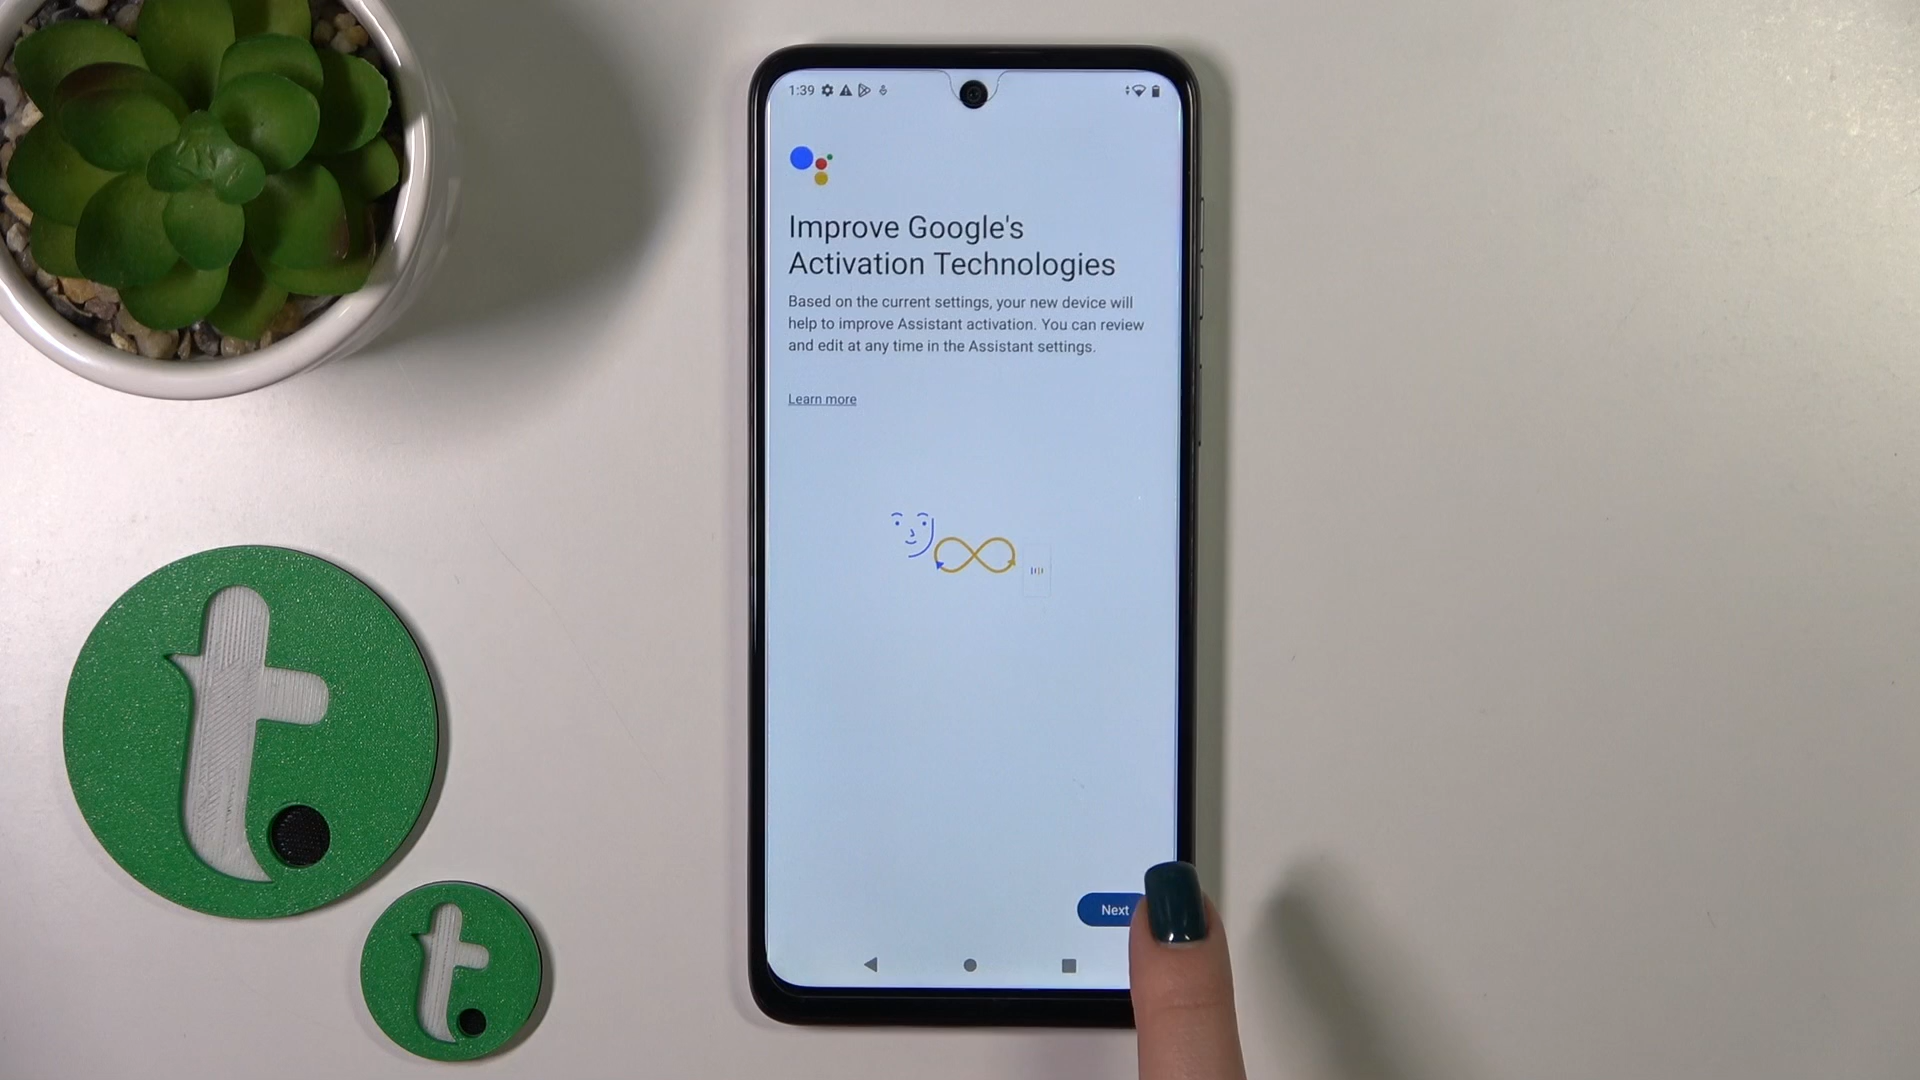 1:39
Improve Google's
Activation Technologies
Based on the current settings, your new device will
help to improve Assistant activation. You can review
and edit at any time in the Assistant settings.
Learn more
Next
t.
t.